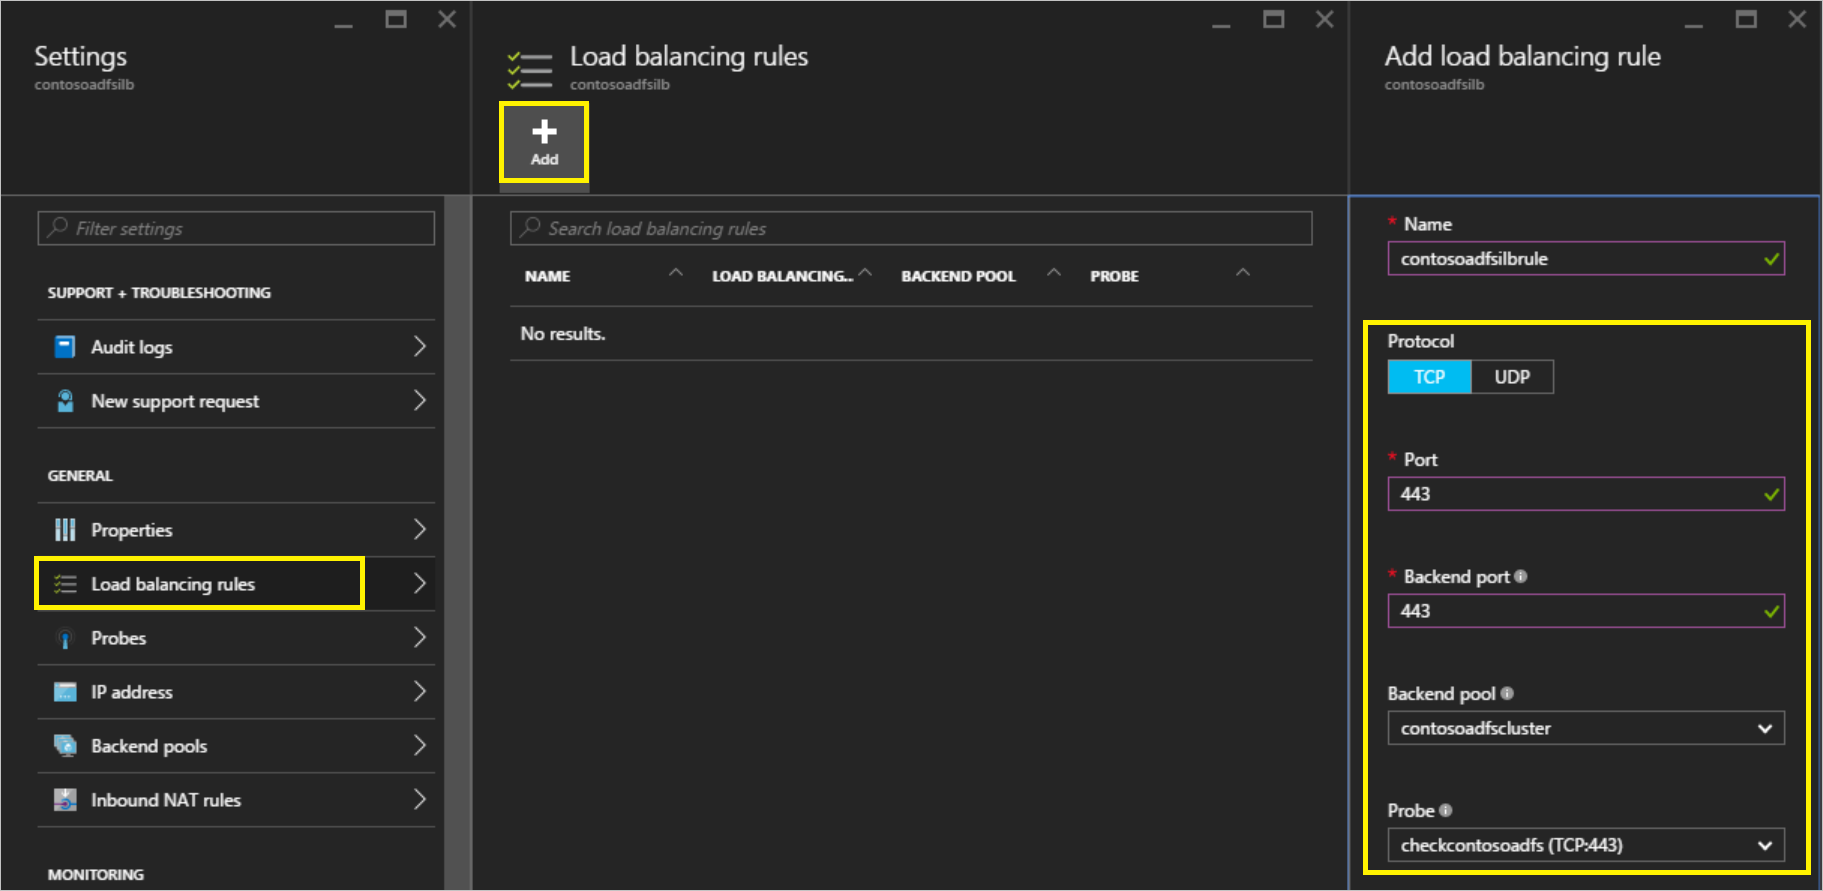 Settings
contosoadfsilb
Filter settings
SUPPORT + TROUBLESHOOTING
Audit logs
New support request
GENERAL
Properties
Load balancing rules
Probes
IP address
Backend pools
Inbound NAT rules
MONITORING
Load balancing rules
contosoadfsilb
Add
Search load balancing rules
NAME LOAD BALANCING... BACKEND POOL PROBE
No results.
Add load balancing rule
contosoadfsilb
* Name
contosoadfsilbrule
Protocol
TCP UDP
* Port
443
* Backend port
443
Backend pool
contosoadfscluster
Probe
checkcontosoadfs (TCP:443)